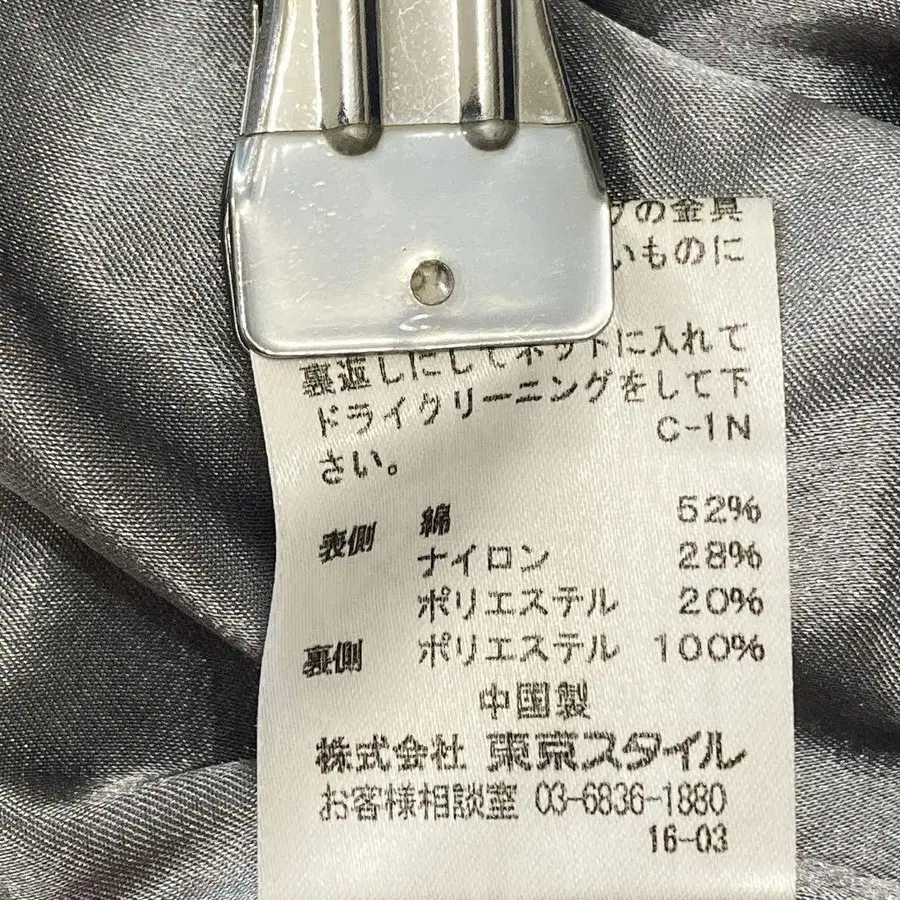 の金具
いものに
裏返しにしてネットに入れて
ドライクリーニングをして下
さい。 C-1N
表側 綿 52%
ナイロン 28%
ポリエステル 20%
裏側 ポリエステル 100%
中国製
株式会社 東京スタイル
お客様相談室 03-6836-1880
16-03